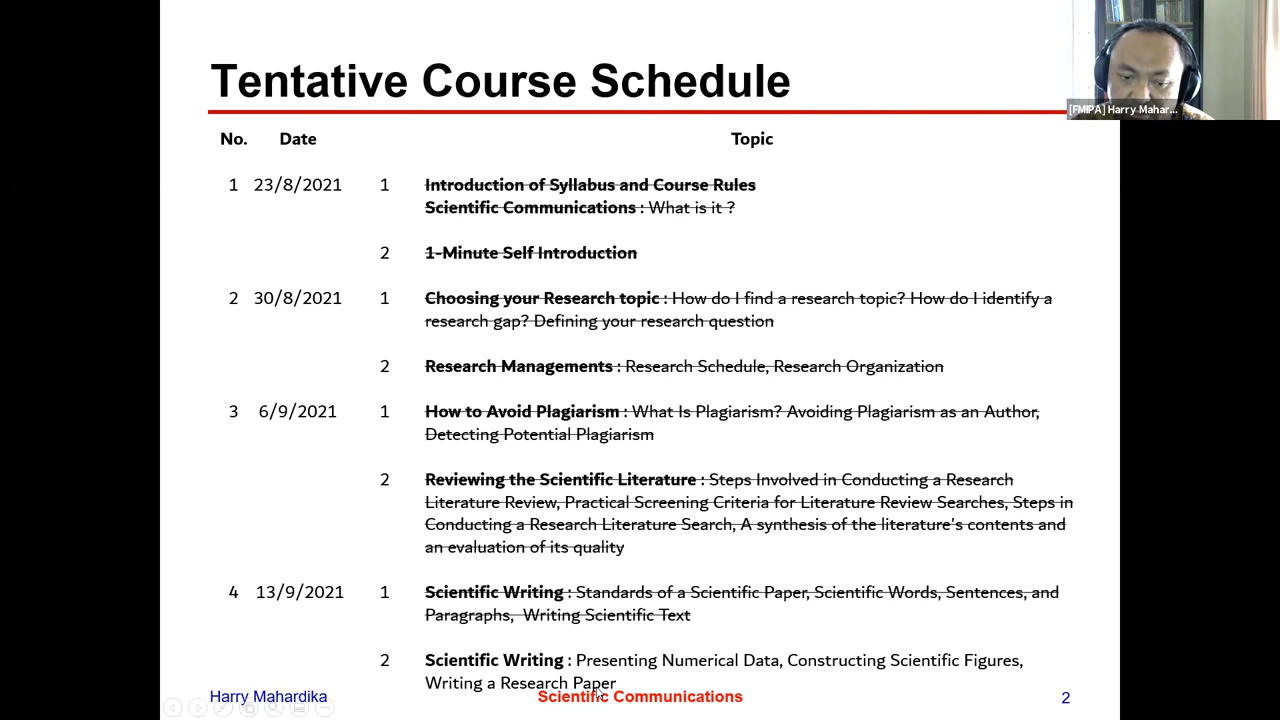 Tentative Course Schedule
[FMIPA] Harry Mahar...
No. Date Topic
1 23/8/2021 1 Introduction of Syllabus and Course Rules
Scientific Communications : What is it ?
2 1-Minute Self Introduction
2 30/8/2021 1 Choosing your Research topic : How do I find a research topic? How do I identify a
research gap? Defining your research question
2 Research Managements : Research Schedule, Research Organization
3 6/9/2021 1 How to Avoid Plagiarism : What Is Plagiarism? Avoiding Plagiarism as an Author,
Detecting Potential Plagiarism
2 Reviewing the Scientific Literature : Steps Involved in Conducting a Research
Literature Review, Practical Screening Criteria for Literature Review Searches, Steps in
Conducting a Research Literature Search, A synthesis of the literature's contents and
an evaluation of its quality
4 13/9/2021 1 Scientific Writing : Standards of a Scientific Paper, Scientific Words, Sentences, and
Paragraphs, Writing Scientific Text
2 Scientific Writing : Presenting Numerical Data, Constructing Scientific Figures,
Writing a Research Paper
Harry Mahardika Scientific Communications 2